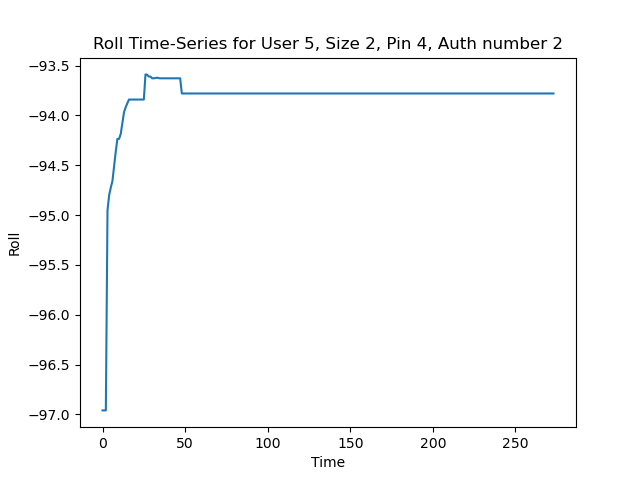 Roll Time-Series for User 5, Size 2, Pin 4, Auth number 2
−93.5
−94.0
−94.5
−95.0
−95.5
−96.0
−96.5
−97.0
Roll
0 50 100 150 200 250
Time